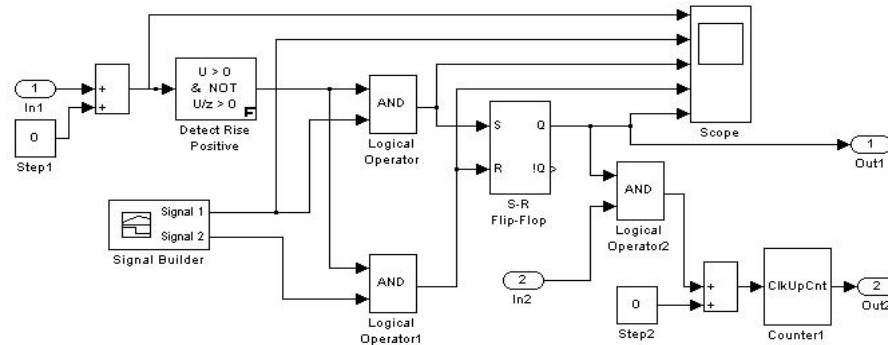 1
In1
+
+
0
Step1
U > 0
& NOT
U/z > 0
F
Detect Rise
Positive
AND
Logical
Operator
Scope
S
Q
R
!Q
S-R
Flip-Flop
1
Out1
Signal 1
Signal 2
Signal Builder
AND
Logical
Operator1
AND
Logical
Operator2
2
In2
0
Step2
+
+
ClkUpCnt
Counter1
2
Out2